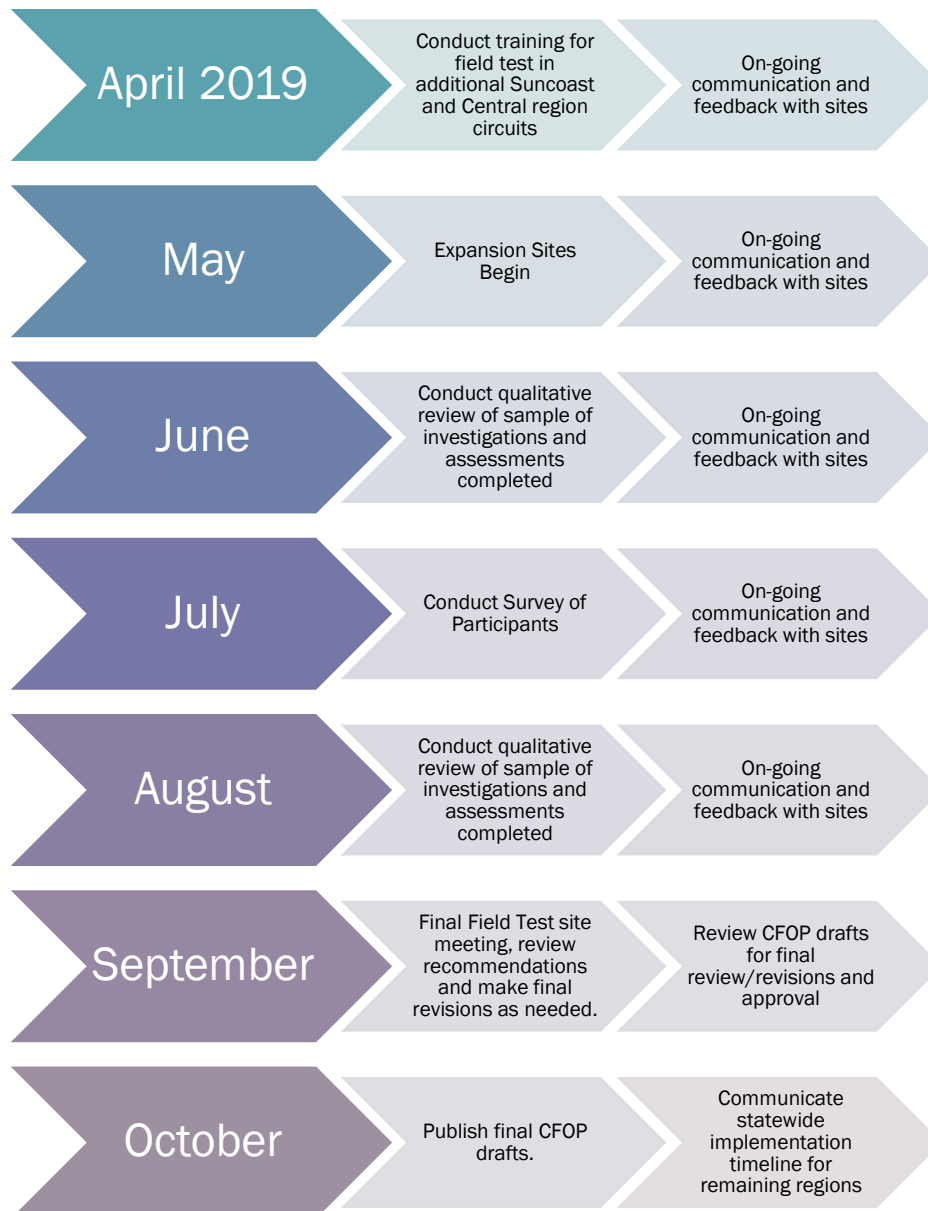 April 2019
Conduct training for
field test in
additional Suncoast
and Central region
circuits
On-going
communication and
feedback with sites
May
Expansion Sites
Begin
On-going
communication and
feedback with sites
June
Conduct qualitative
review of sample of
investigations and
assessments
completed
On-going
communication and
feedback with sites
July
Conduct Survey of
Participants
On-going
communication and
feedback with sites
August
Conduct qualitative
review of sample of
investigations and
assessments
completed
On-going
communication and
feedback with sites
September
Final Field Test site
meeting, review
recommendations
and make final
revisions as needed.
Review CFOP drafts
for final
review/revisions and
approval
October
Publish final CFOP
drafts.
Communicate
statewide
implementation
timeline for
remaining regions